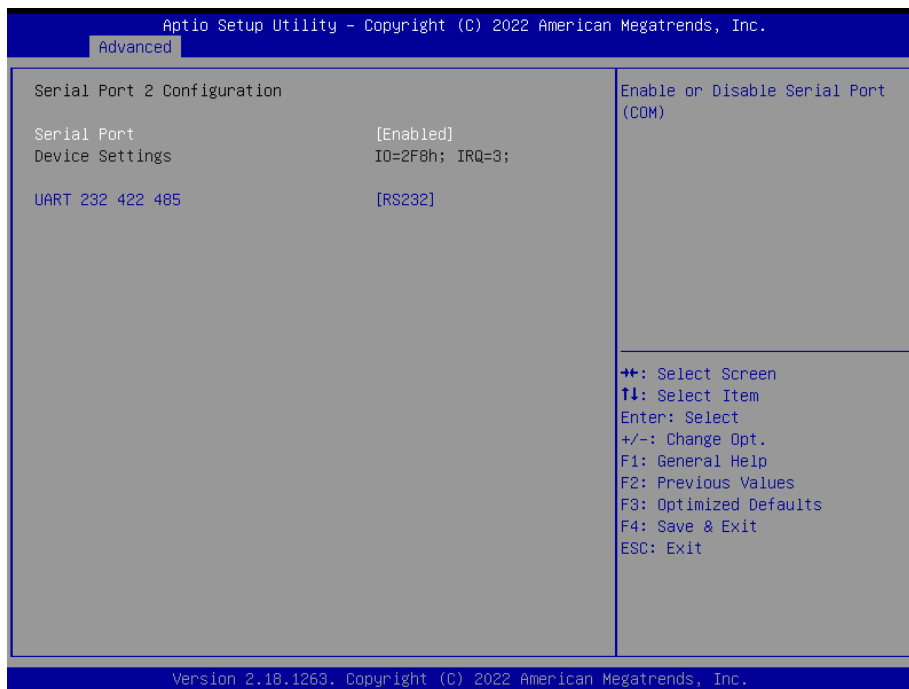 Aptio Setup Utility – Copyright (C) 2022 American Megatrends, Inc.
Advanced
Serial Port 2 Configuration
Serial Port [Enabled]
Device Settings IO=2F8h; IRQ=3;
UART 232 422 485 [RS232]
Enable or Disable Serial Port
(COM)
→←: Select Screen
↑↓: Select Item
Enter: Select
+/-: Change Opt.
F1: General Help
F2: Previous Values
F3: Optimized Defaults
F4: Save & Exit
ESC: Exit
Version 2.18.1263. Copyright (C) 2022 American Megatrends, Inc.